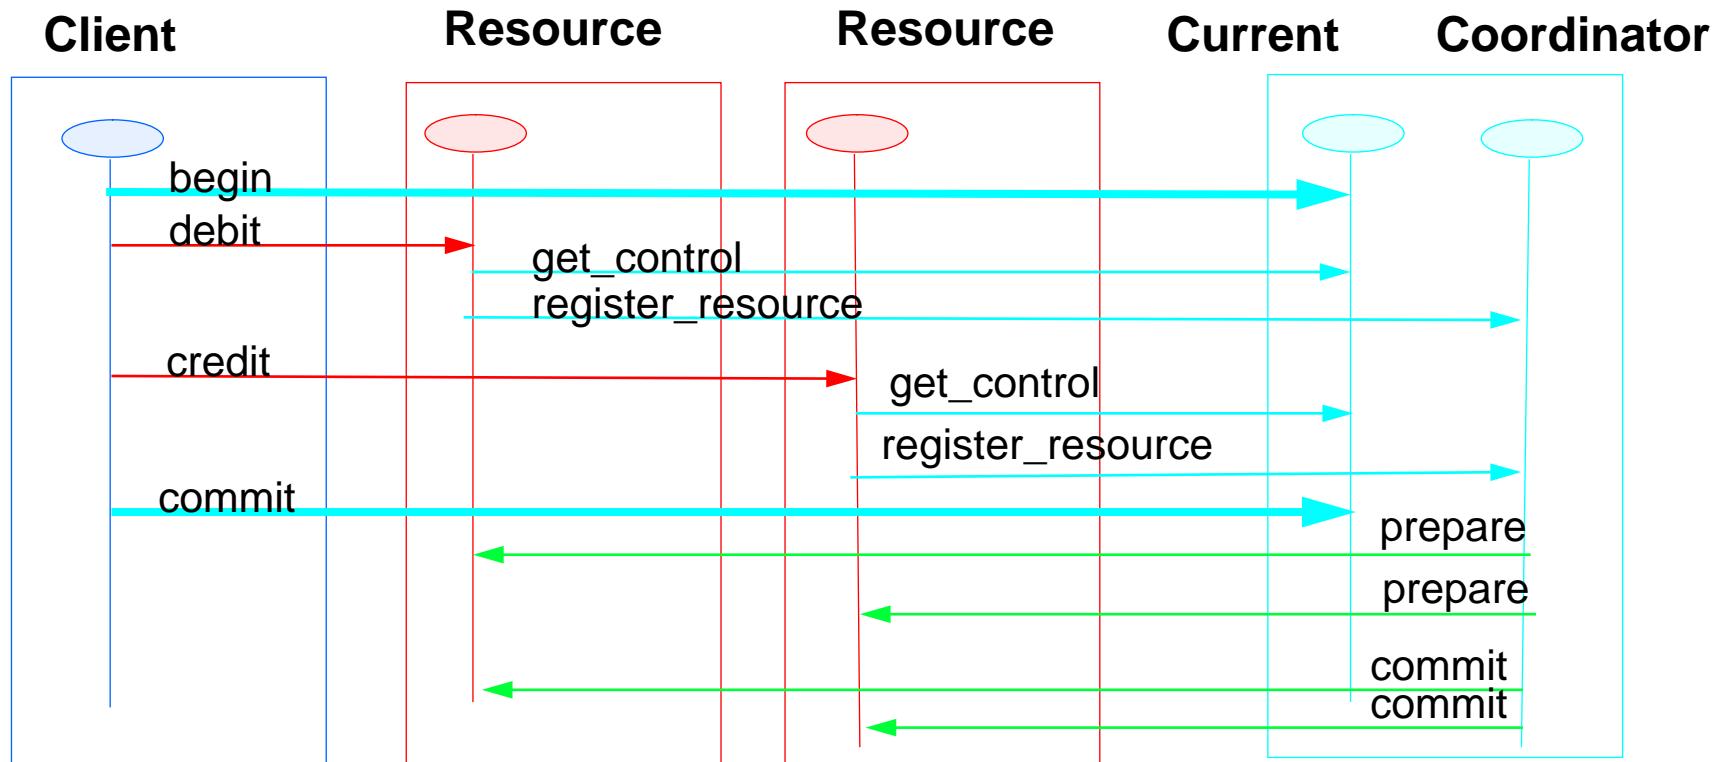 Client
Resource
Resource
Current
Coordinator
begin
debit
get_control
register_resource
credit
get_control
register_resource
commit
prepare
prepare
commit
commit